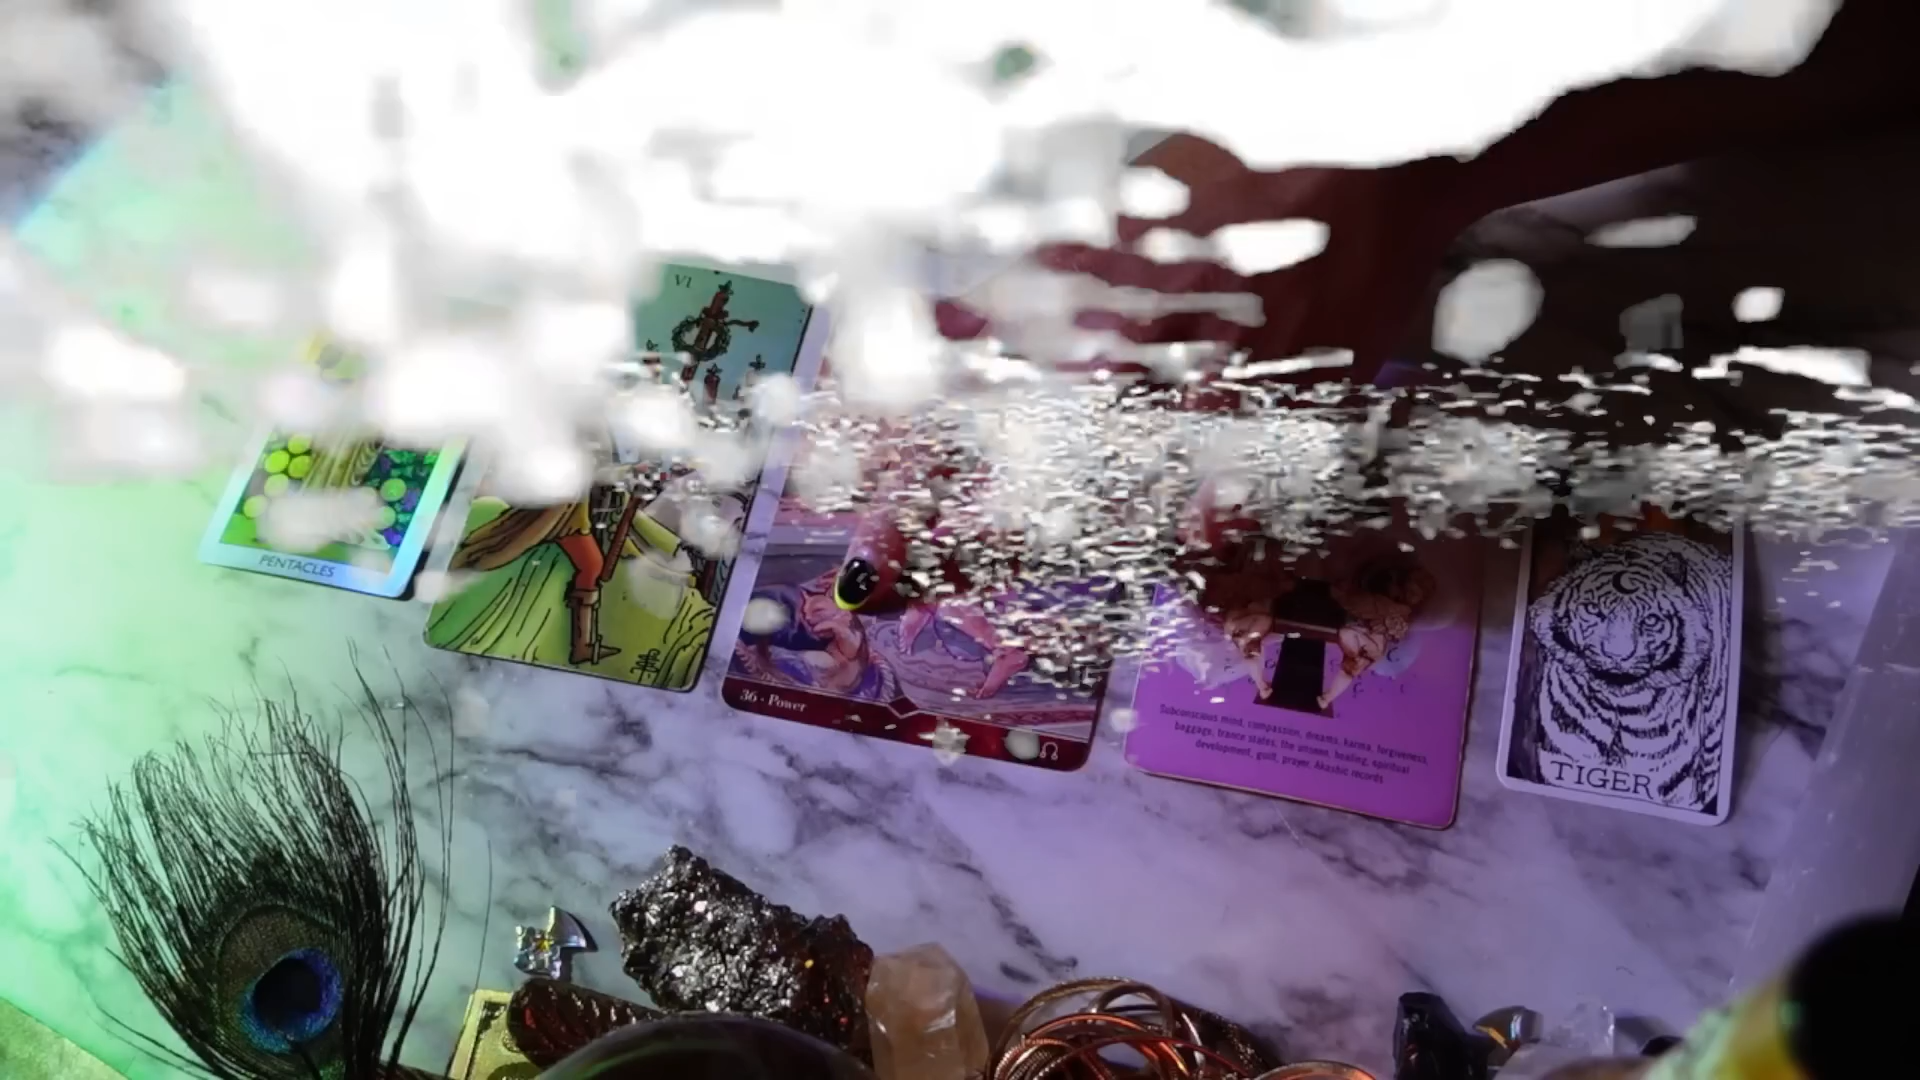 VI
PENTACLES
36 · Power
Subconscious mind, compassion, dreams, karma, forgiveness,
baggage, trance states, the unseen, healing, spiritual
development, guilt, prayer, Akashic records
TIGER